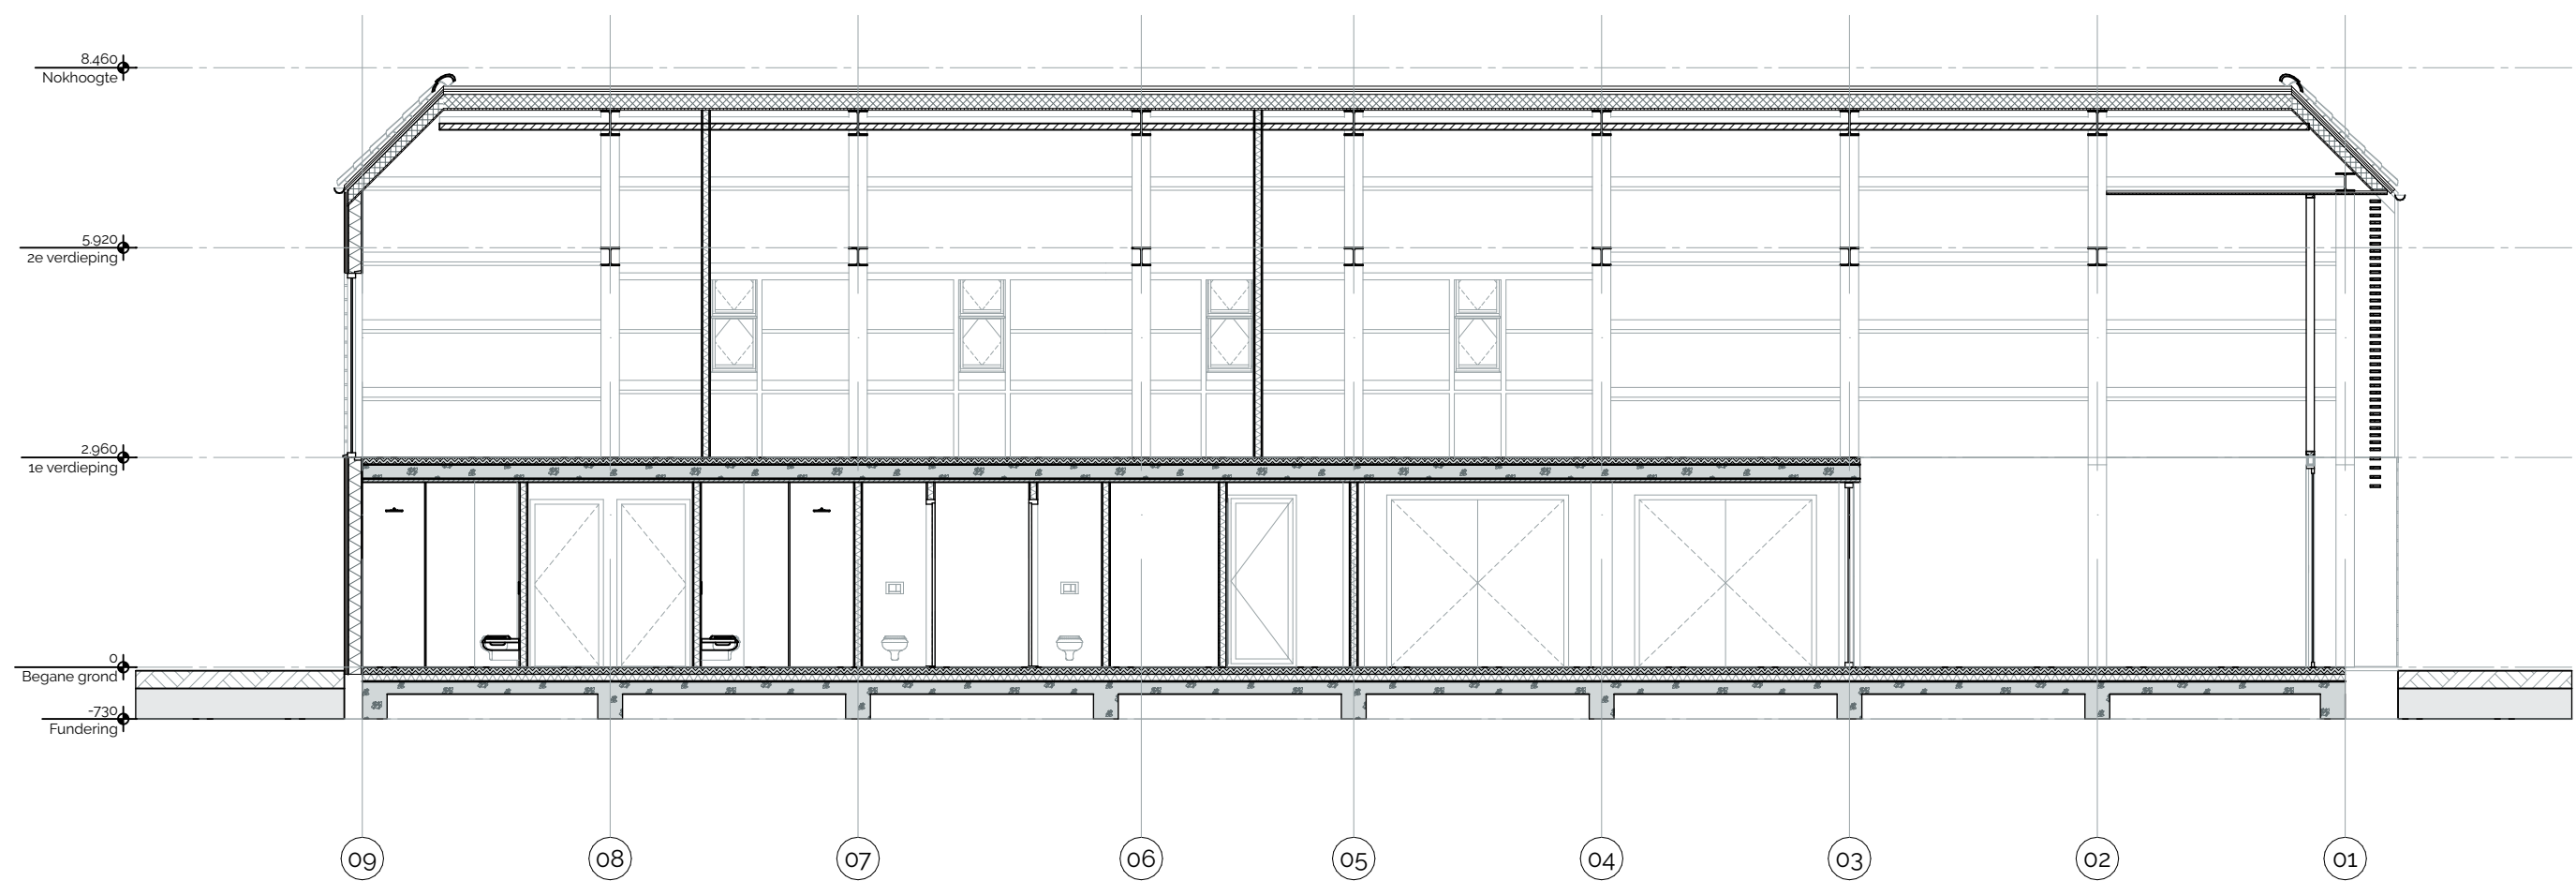 8.460
Nokhoogte
5.920
2e verdieping
2.960
1e verdieping
0
Begane grond
-730
Fundering
09 08 07 06 05 04 03 02 01